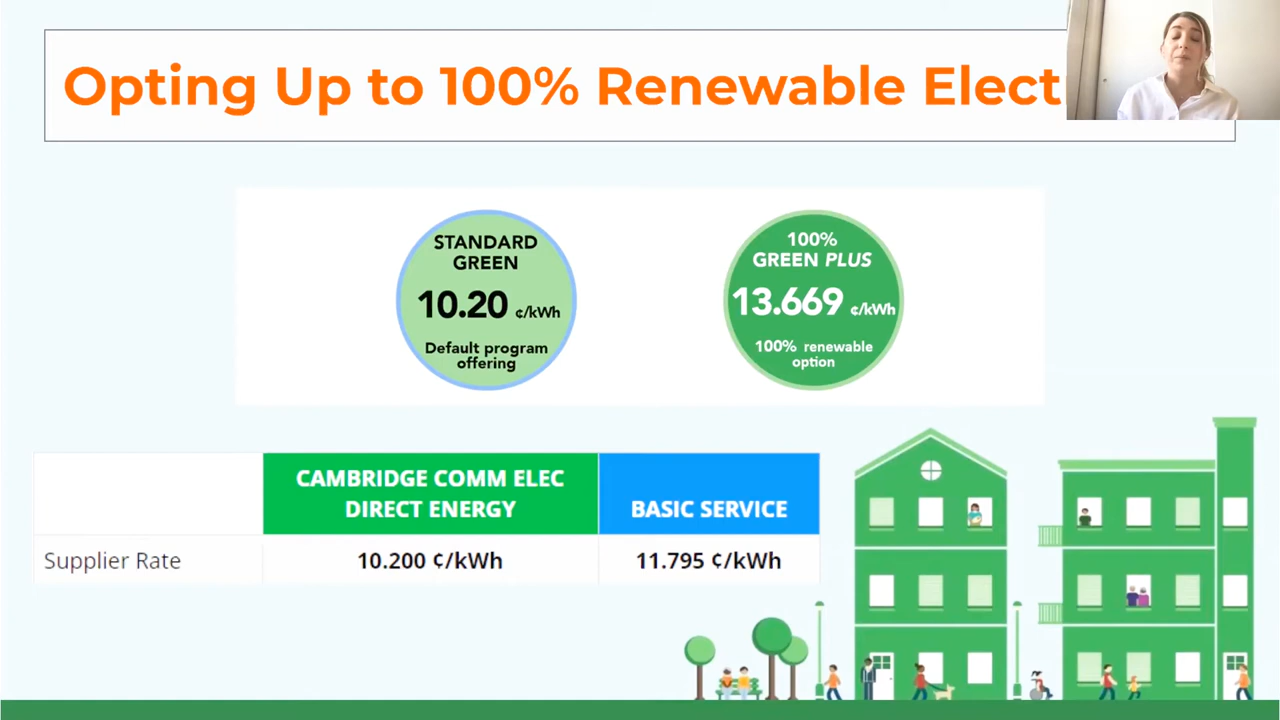 Opting Up to 100% Renewable Elect
STANDARD
GREEN
10.20 ¢/kWh
Default program
offering
100%
GREEN PLUS
13.669 ¢/kWh
100% renewable
option
CAMBRIDGE COMM ELEC
DIRECT ENERGY
BASIC SERVICE
Supplier Rate
10.200 ¢/kWh
11.795 ¢/kWh